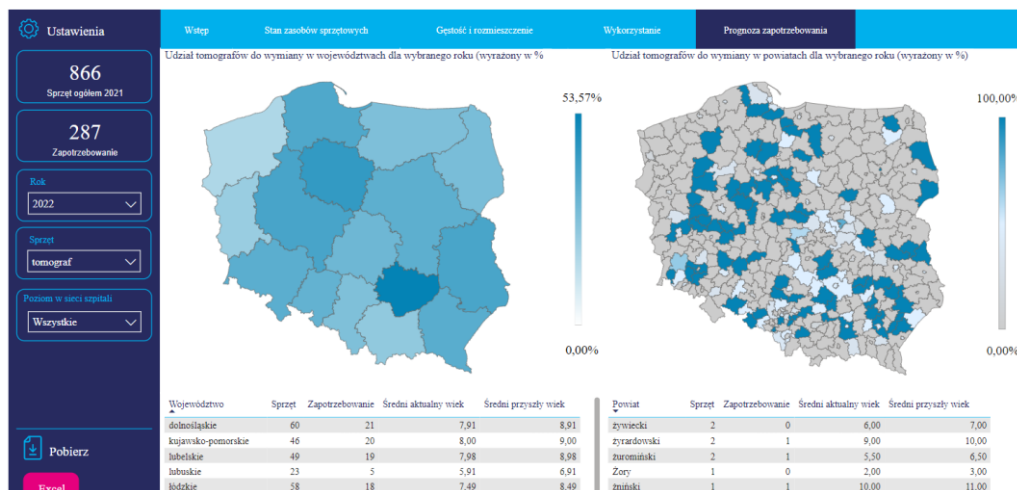 Ustawienia
Wstęp
Stan zasobów sprzętowych
Gęstość i rozmieszczenie
Wykorzystanie
Prognoza zapotrzebowania
866
Sprzęt ogółem 2021
287
Zapotrzebowanie
Rok
2022
Sprzęt
tomograf
Poziom w sieci szpitali
Wszystkie
Pobierz
Excel
Udział tomografów do wymiany w województwach dla wybranego roku (wyrażony w %
53,57%
0,00%
Udział tomografów do wymiany w powiatach dla wybranego roku (wyrażony w %)
100,00%
0,00%
Województwo Sprzęt Zapotrzebowanie Średni aktualny wiek Średni przyszły wiek
dolnośląskie 60 21 7,91 8,91
kujawsko-pomorskie 46 20 8,00 9,00
lubelskie 49 19 7,98 8,98
lubuskie 23 5 5,91 6,91
łódzkie 58 18 7,49 8,49
Powiat Sprzęt Zapotrzebowanie Średni aktualny wiek Średni przyszły wiek
żywiecki 2 0 6,00 7,00
żyrardowski 2 1 9,00 10,00
żuromiński 2 1 5,50 6,50
Żory 1 0 2,00 3,00
żniński 1 1 10,00 11,00